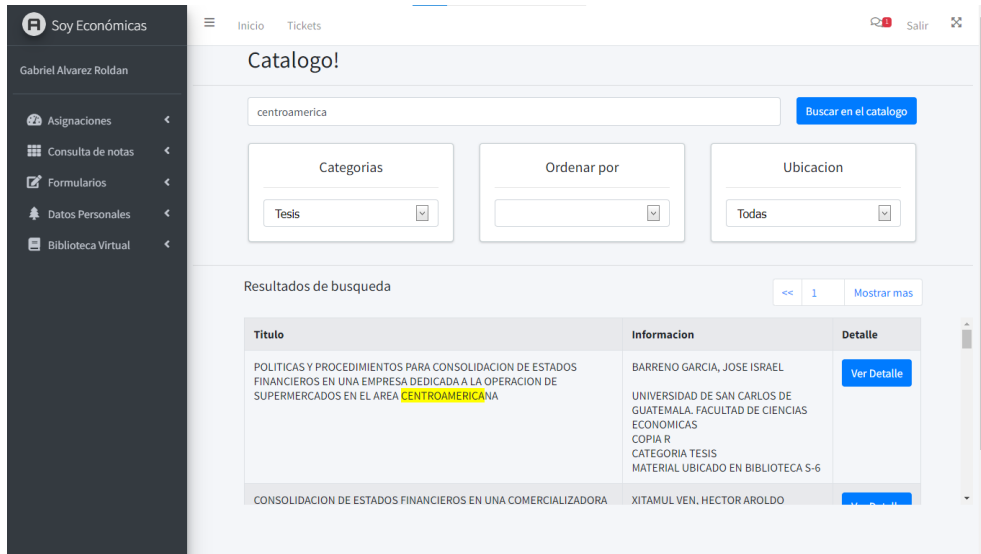 Soy Económicas
Inicio Tickets
1
Salir
Gabriel Alvarez Roldan
Asignaciones
Consulta de notas
Formularios
Datos Personales
Biblioteca Virtual
Catalogo!
centroamerica
Buscar en el catalogo
Categorias
Tesis
Ordenar por
Ubicacion
Todas
Resultados de busqueda
<< 1 Mostrar mas
Titulo Informacion Detalle
POLITICAS Y PROCEDIMIENTOS PARA CONSOLIDACION DE ESTADOS
FINANCIEROS EN UNA EMPRESA DEDICADA A LA OPERACION DE
SUPERMERCADOS EN EL AREA CENTROAMERICANA
BARRENO GARCIA, JOSE ISRAEL
UNIVERSIDAD DE SAN CARLOS DE
GUATEMALA. FACULTAD DE CIENCIAS
ECONOMICAS
COPIA R
CATEGORIA TESIS
MATERIAL UBICADO EN BIBLIOTECA S-6
Ver Detalle
CONSOLIDACION DE ESTADOS FINANCIEROS EN UNA COMERCIALIZADORA
XITAMUL VEN, HECTOR AROLDO